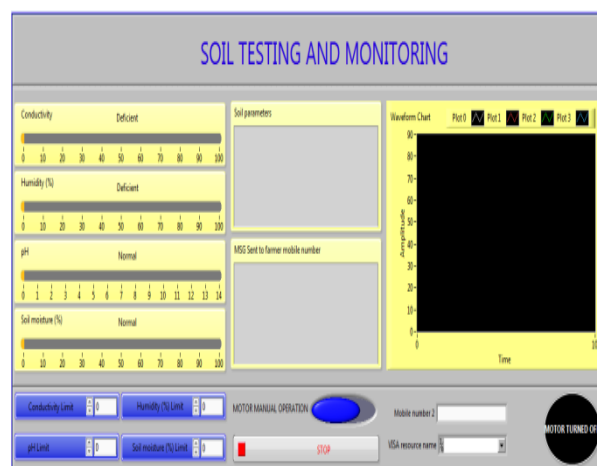 SOIL TESTING AND MONITORING
Conductivity
Deficient
0 10 20 30 40 50 60 70 80 90 100
Humidity (%)
Deficient
0 10 20 30 40 50 60 70 80 90 100
pH
Normal
0 1 2 3 4 5 6 7 8 9 10 11 12 13 14
Soil moisture (%)
Normal
0 10 20 30 40 50 60 70 80 90 100
Soil parameters
MSG Sent to farmer mobile number
Waveform Chart
Plot 0 Plot 1 Plot 2 Plot 3
90
80
70
60
50
40
30
20
10
0
Amplitude
0 10
Time
Conductivity Limit 0
Humidity (%) Limit 0
pH Limit 0
Soil moisture (%) Limit 0
MOTOR MANUAL OPERATION
STOP
Mobile number 2
VISA resource name
MOTOR TURNED OF